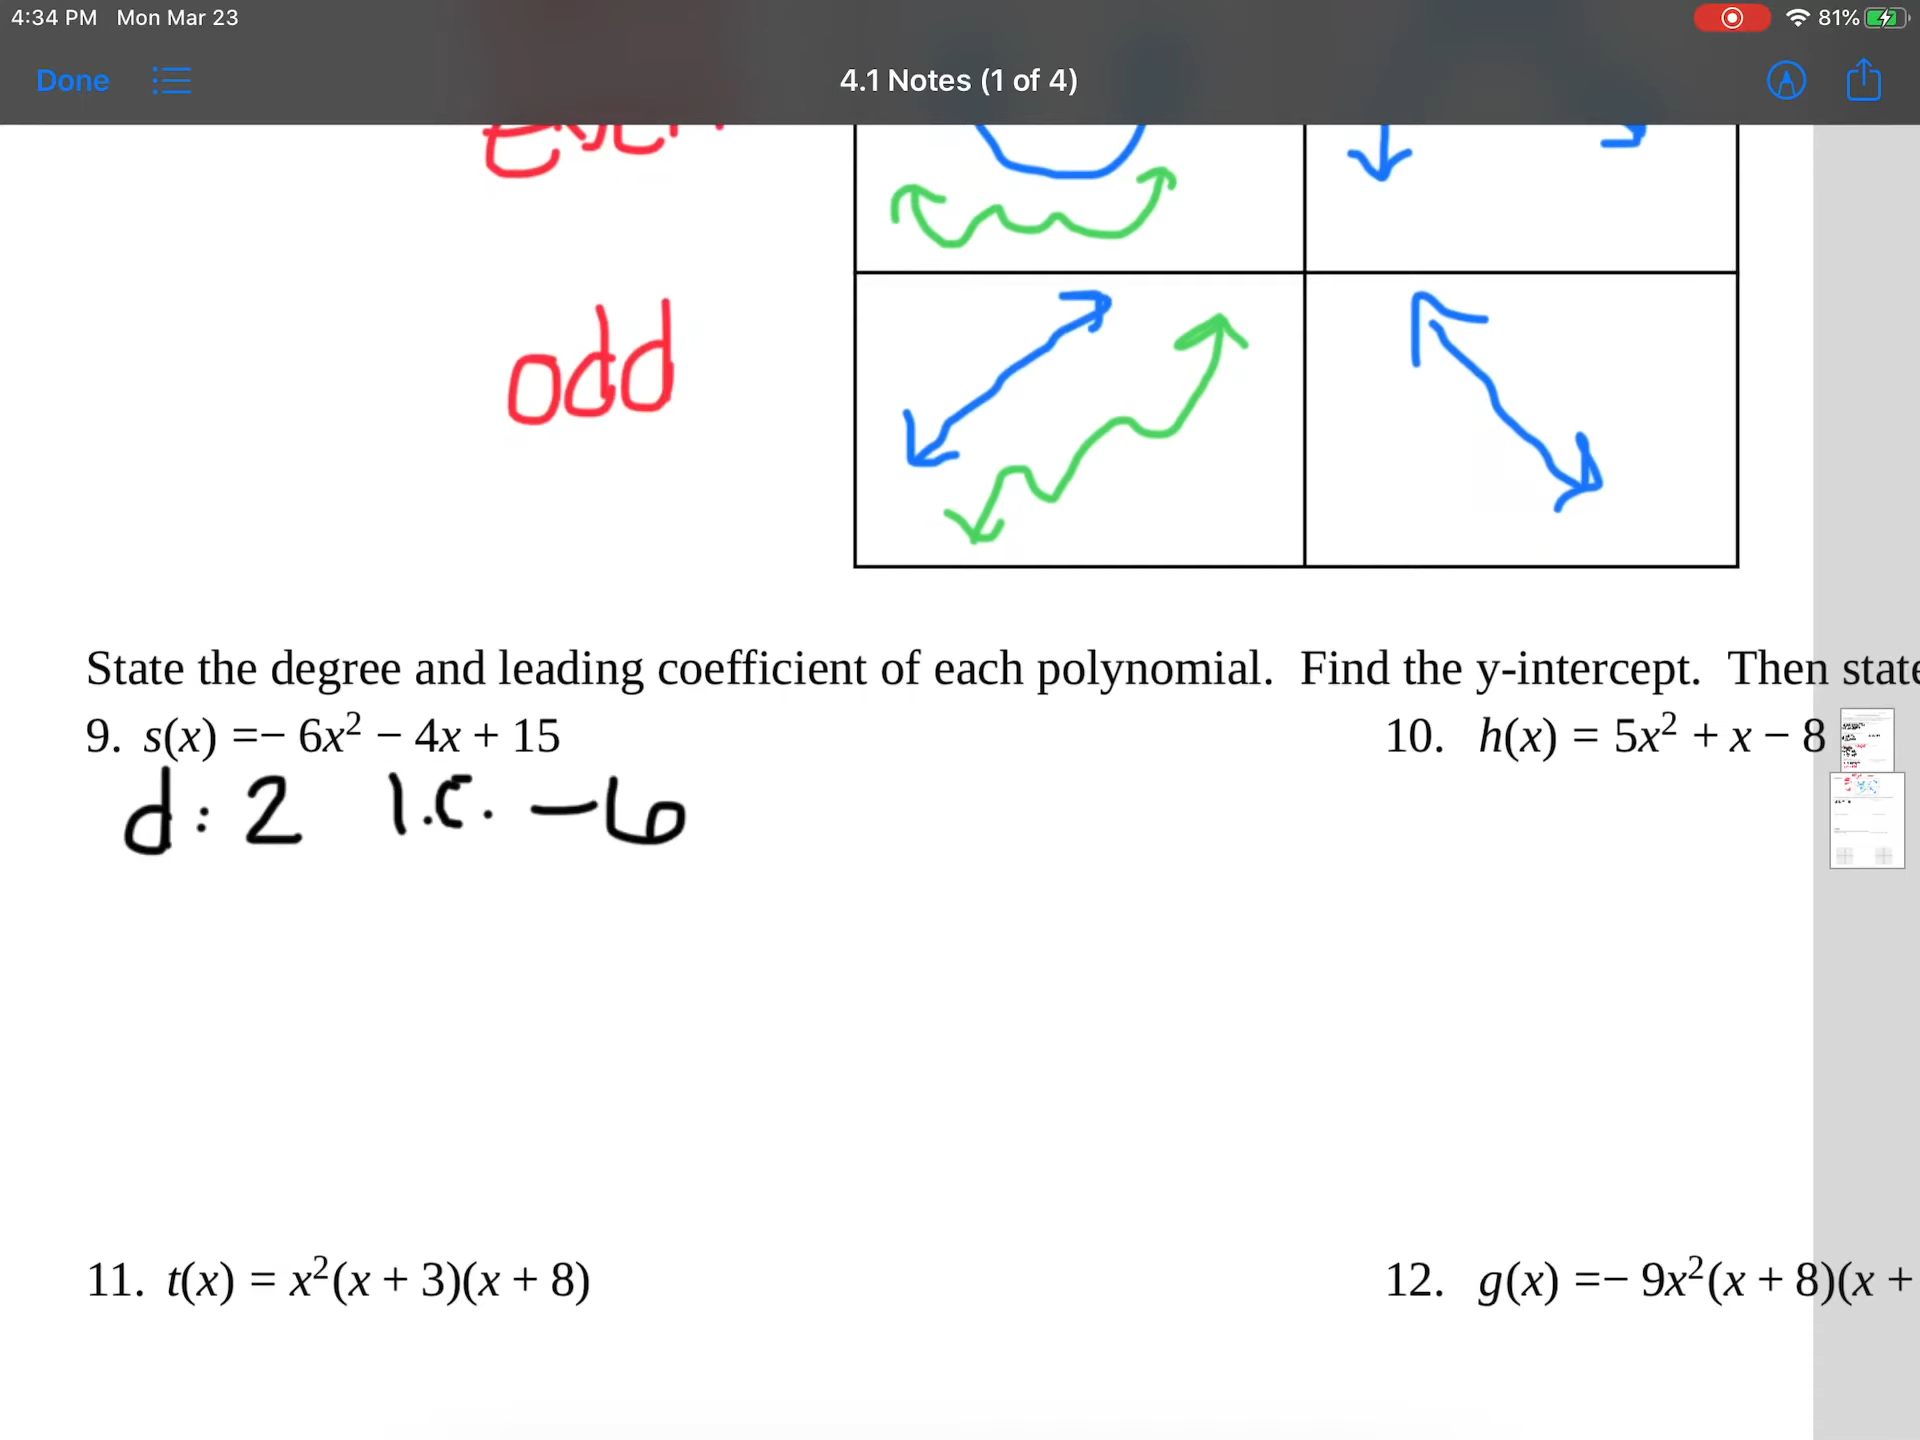 4:34 PM Mon Mar 23
81%
Done
4.1 Notes (1 of 4)
odd
State the degree and leading coefficient of each polynomial. Find the y-intercept. Then state
9. s(x) =− 6x² − 4x + 15
10. h(x) = 5x² + x − 8
d: 2 l.c. −6
11. t(x) = x²(x + 3)(x + 8)
12. g(x) =− 9x²(x + 8)(x +